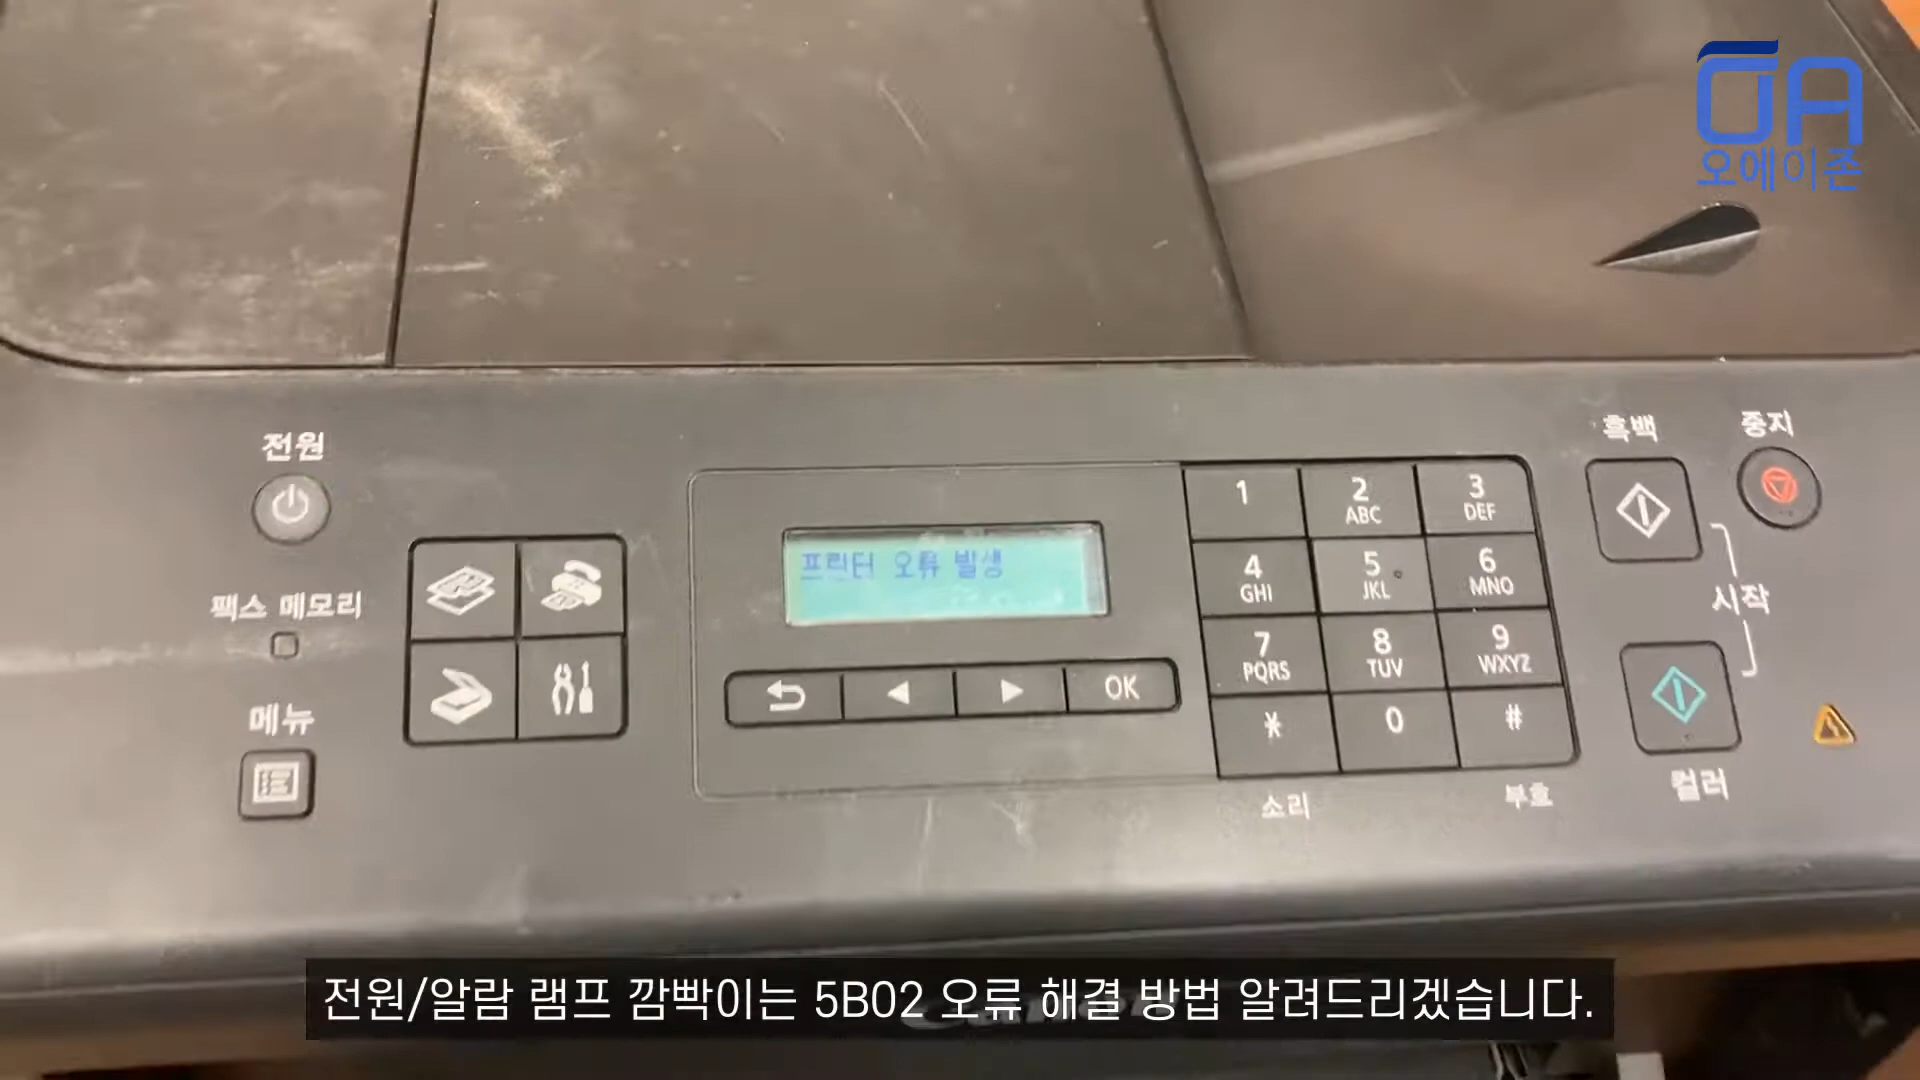 오에이존
전원
흑백
중지
1
2
ABC
3
DEF
프린터 오류 발생
4
GHI
5
JKL
6
MNO
팩스 메모리
시작
7
PQRS
8
TUV
9
WXYZ
OK
메뉴
*
0
#
컬러
소리
부호
전원/알람 램프 깜빡이는 5B02 오류 해결 방법 알려드리겠습니다.
Canon